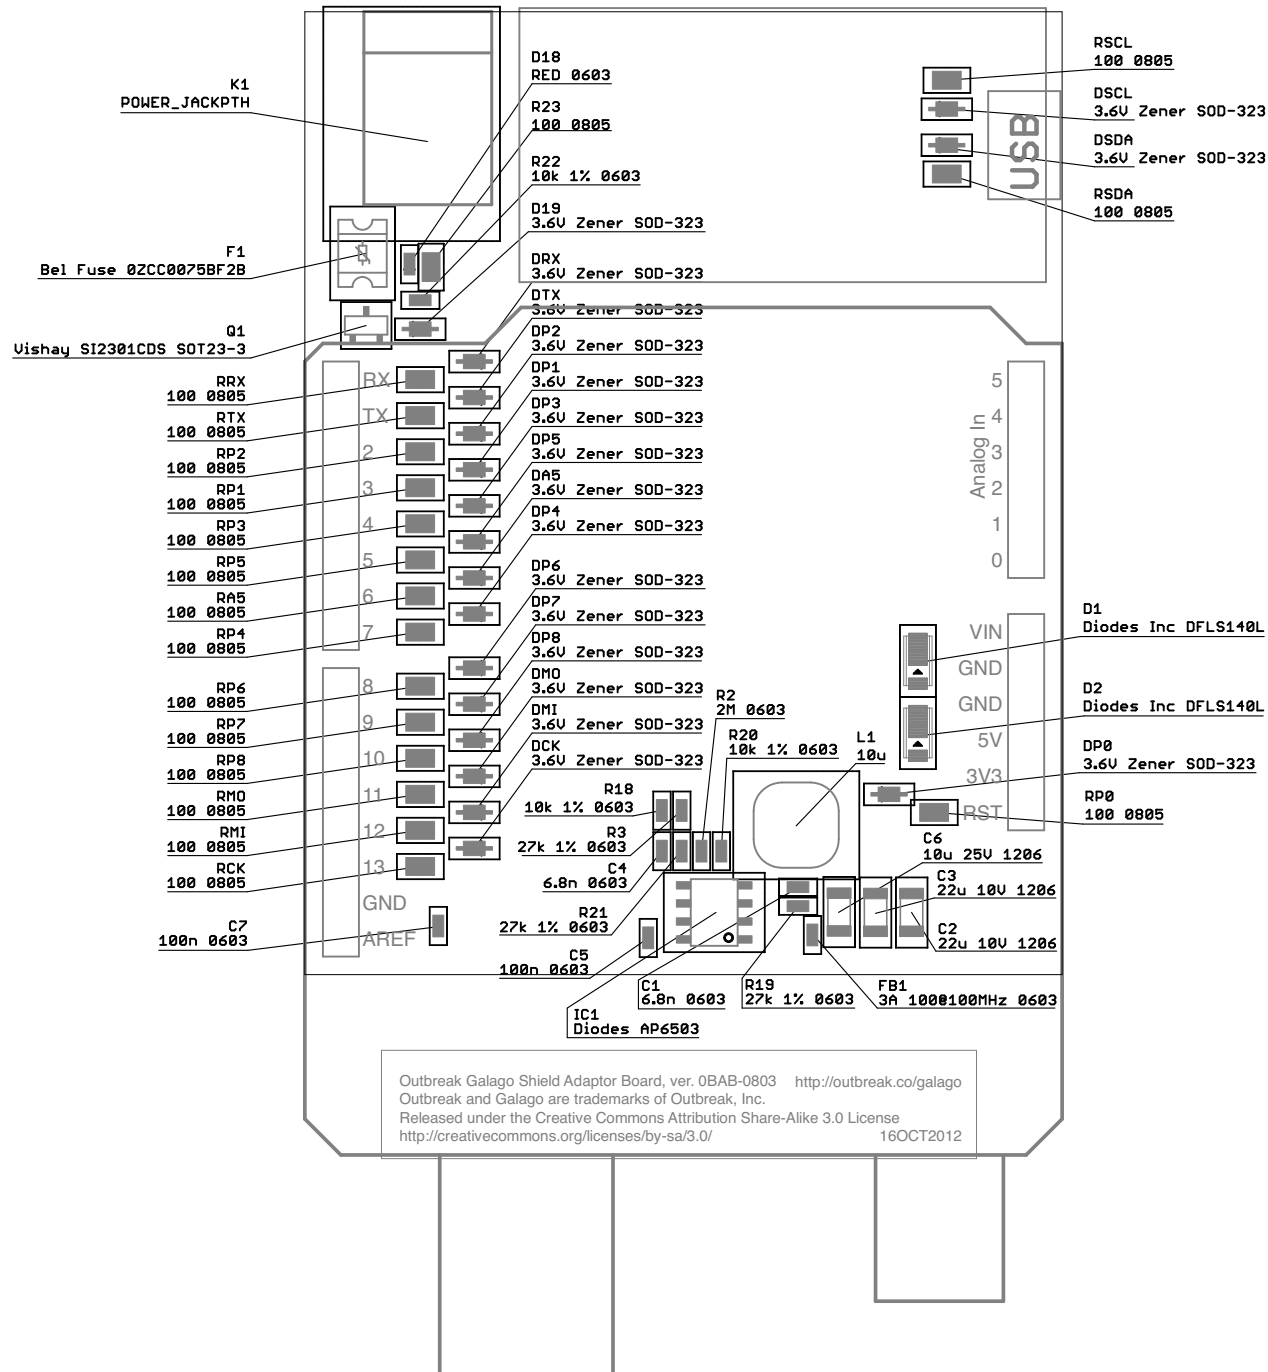 K1
POWER_JACKPTH
F1
Bel Fuse 0ZCC0075BF2B
Q1
Vishay SI2301CDS SOT23-3
RRX
100 0805
RTX
100 0805
RP2
100 0805
RP1
100 0805
RP3
100 0805
RP5
100 0805
RA5
100 0805
RP4
100 0805
RP6
100 0805
RP7
100 0805
RP8
100 0805
RMO
100 0805
RMI
100 0805
RCK
100 0805
C7
100n 0603
RX
TX
2
3
4
5
6
7
8
9
10
11
12
13
GND
AREF
D18
RED 0603
R23
100 0805
R22
10k 1% 0603
D19
3.6V Zener SOD-323
DRX
3.6V Zener SOD-323
DTX
3.6V Zener SOD-323
DP2
3.6V Zener SOD-323
DP1
3.6V Zener SOD-323
DP3
3.6V Zener SOD-323
DP5
3.6V Zener SOD-323
DA5
3.6V Zener SOD-323
DP4
3.6V Zener SOD-323
DP6
3.6V Zener SOD-323
DP7
3.6V Zener SOD-323
DP8
3.6V Zener SOD-323
DMO
3.6V Zener SOD-323
DMI
3.6V Zener SOD-323
DCK
3.6V Zener SOD-323
R2
2M 0603
R20
10k 1% 0603
R18
10k 1% 0603
R3
27k 1% 0603
C4
6.8n 0603
R21
27k 1% 0603
C5
100n 0603
IC1
Diodes AP6503
C1
6.8n 0603
R19
27k 1% 0603
FB1
3A 100@100MHz 0603
L1
10u
C6
10u 25V 1206
C3
22u 10V 1206
C2
22u 10V 1206
USB
RSCL
100 0805
DSCL
3.6V Zener SOD-323
DSDA
3.6V Zener SOD-323
RSDA
100 0805
Analog In
5
4
3
2
1
0
VIN
GND
GND
5V
3V3
RST
D1
Diodes Inc DFLS140L
D2
Diodes Inc DFLS140L
DP0
3.6V Zener SOD-323
RP0
100 0805
Outbreak Galago Shield Adaptor Board, ver. 0BAB-0803 http://outbreak.co/galago
Outbreak and Galago are trademarks of Outbreak, Inc.
Released under the Creative Commons Attribution Share-Alike 3.0 License
http://creativecommons.org/licenses/by-sa/3.0/ 16OCT2012